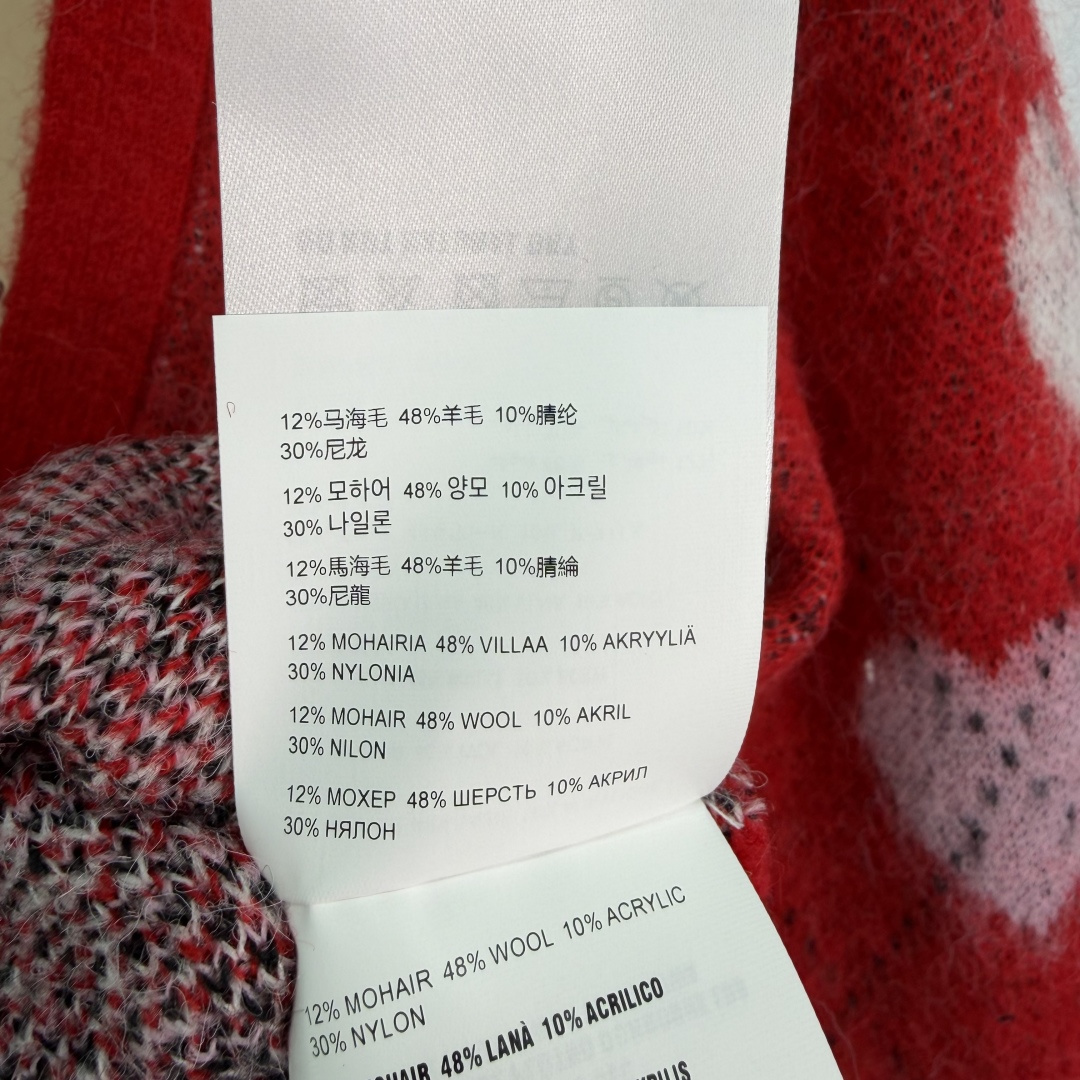 12%马海毛 48%羊毛 10%腈纶
30%尼龙
12% 모하어 48% 양모 10% 아크릴
30% 나일론
12%馬海毛 48%羊毛 10%腈綸
30%尼龍
12% MOHAIRIA 48% VILLAA 10% AKRYYLIÄ
30% NYLONIA
12% MOHAIR 48% WOOL 10% AKRIL
30% NILON
12% МОХЕР 48% ШЕРСТЬ 10% АКРИЛ
30% НЯЛОН
12% MOHAIR 48% WOOL 10% ACRYLIC
30% NYLON
48% LANÀ 10% ACRILICO